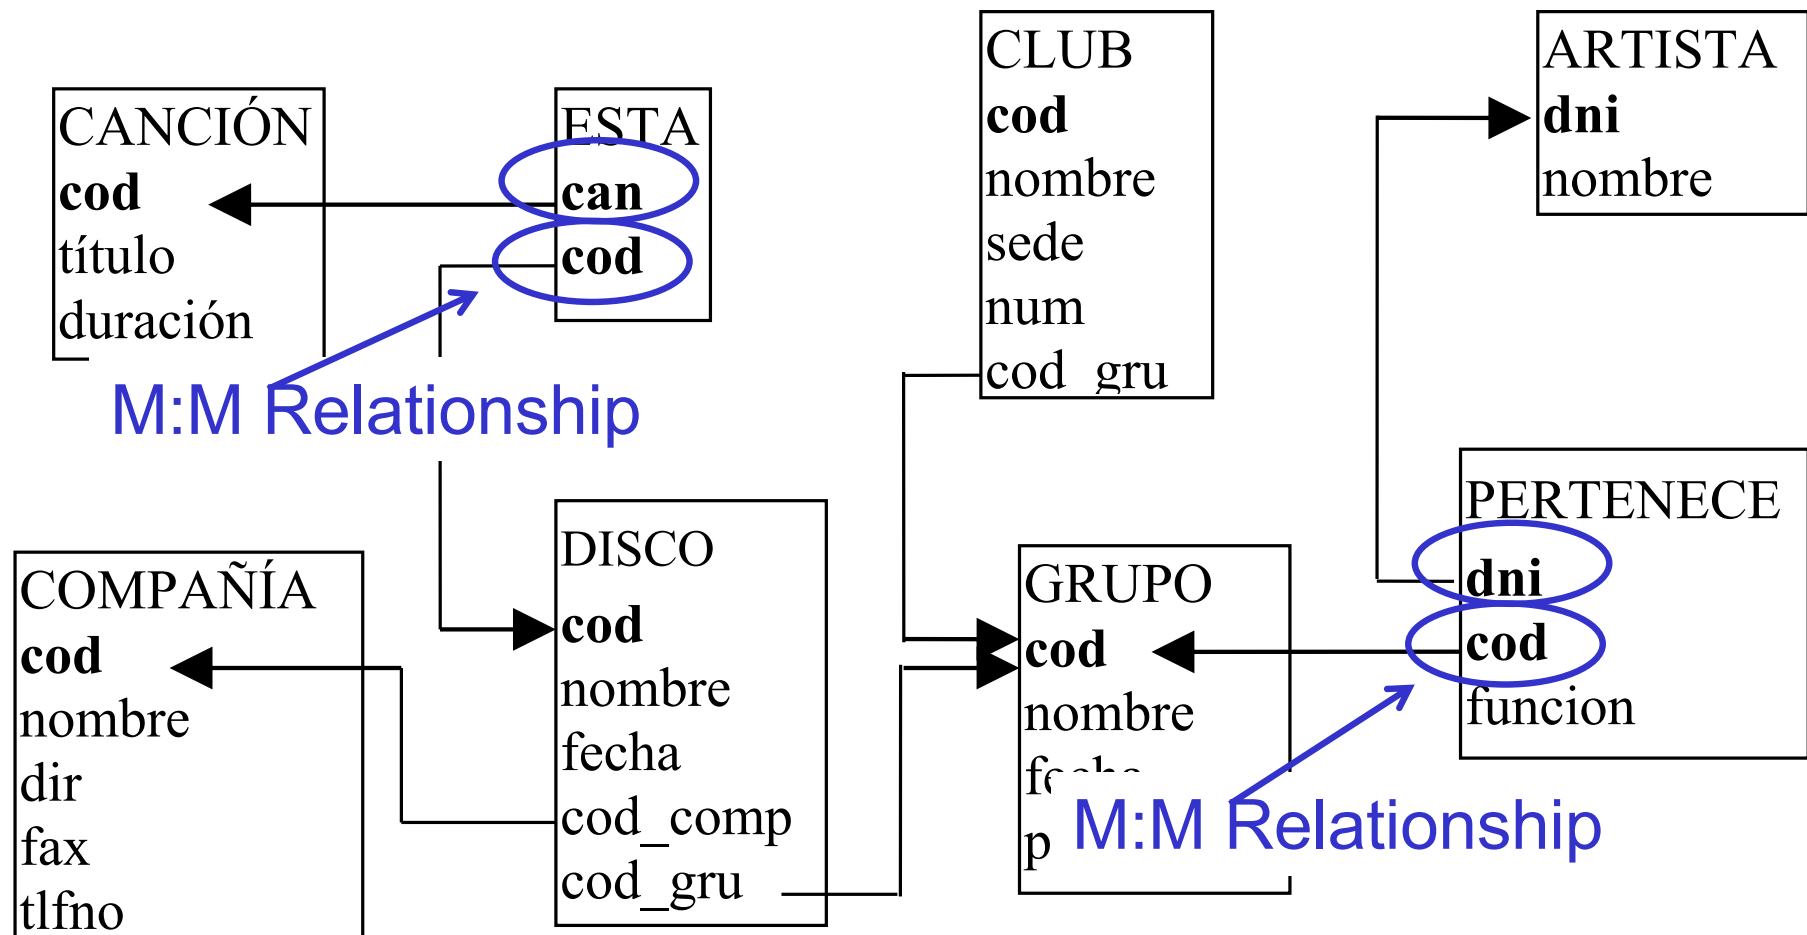 CANCIÓN
cod
título
duración
ESTA
can
cod
CLUB
cod
nombre
sede
num
cod_gru
ARTISTA
dni
nombre
M:M Relationship
COMPAÑÍA
cod
nombre
dir
fax
tlfno
DISCO
cod
nombre
fecha
cod_comp
cod_gru
GRUPO
cod
nombre
fecha
PERTENECE
dni
cod
funcion
M:M Relationship